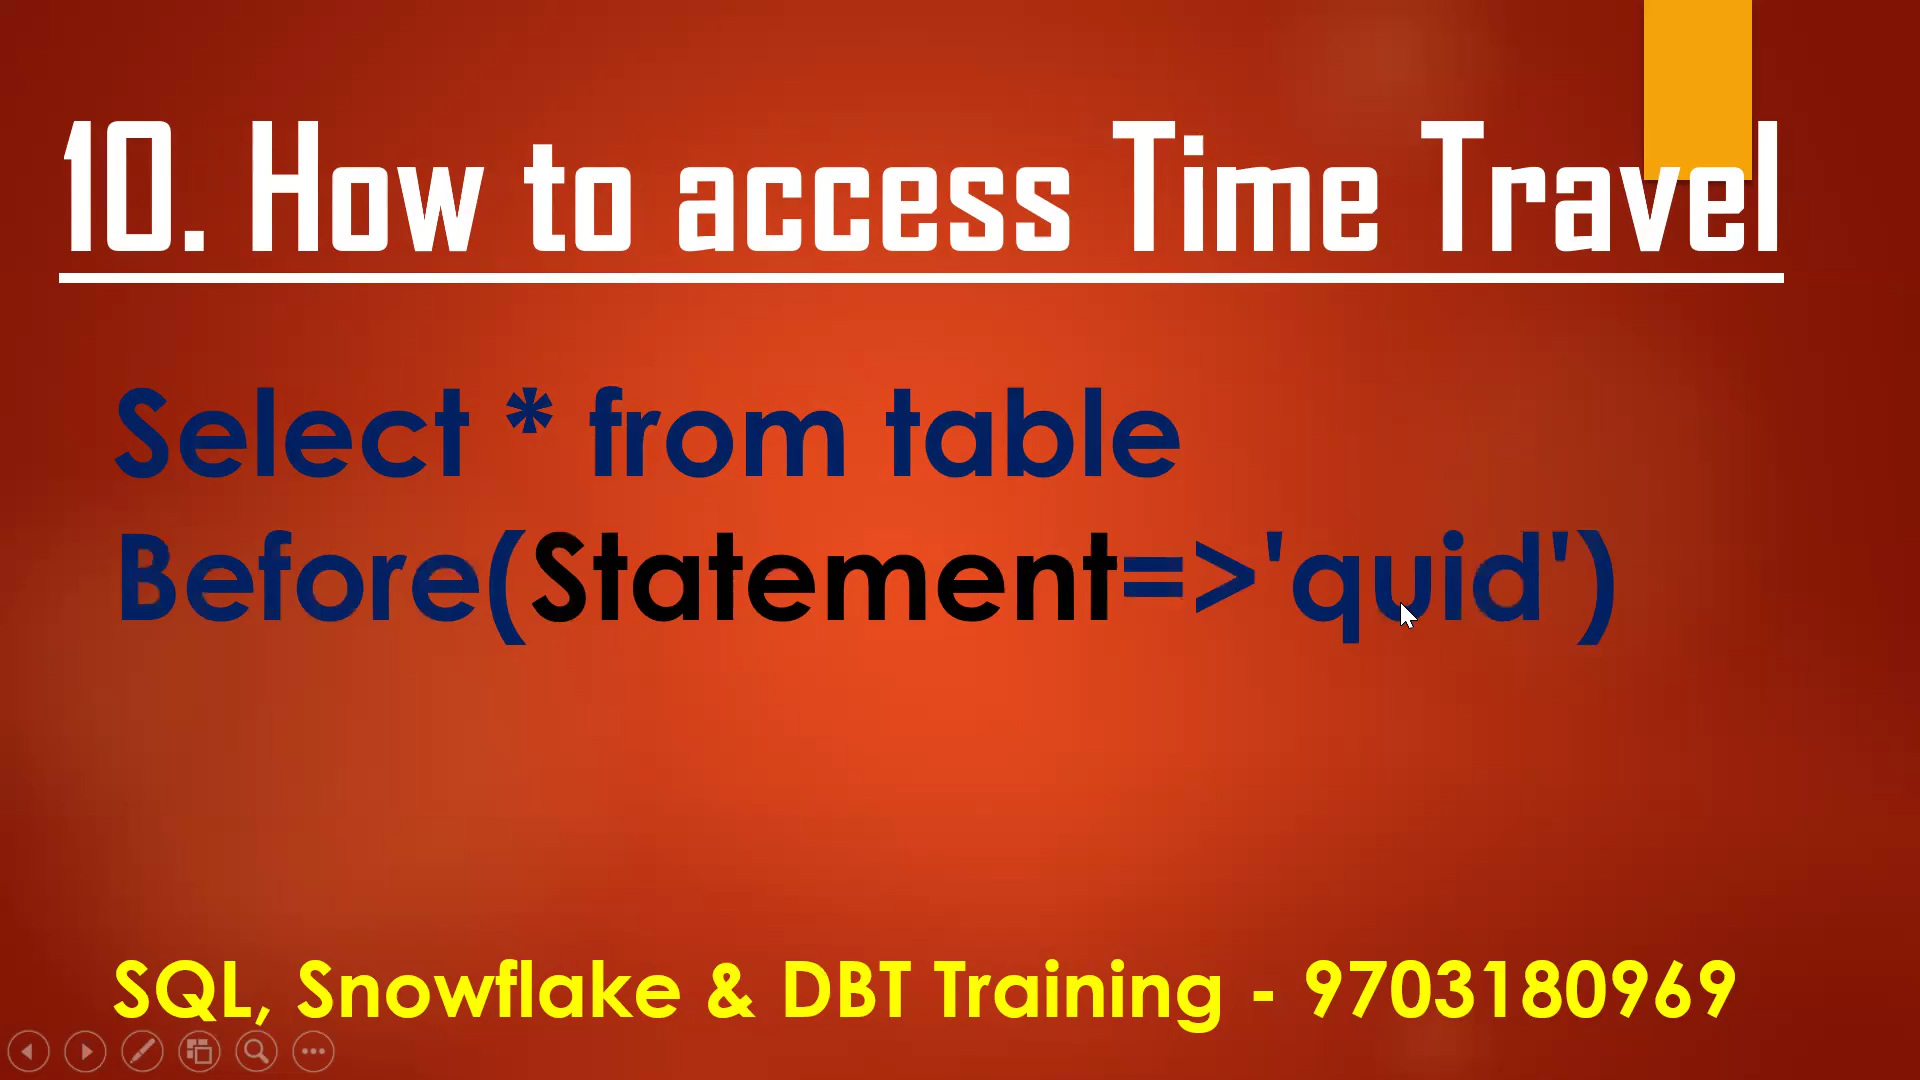 10. How to access Time Travel
Select * from table
Before(Statement=>'quid')
SQL, Snowflake & DBT Training - 9703180969